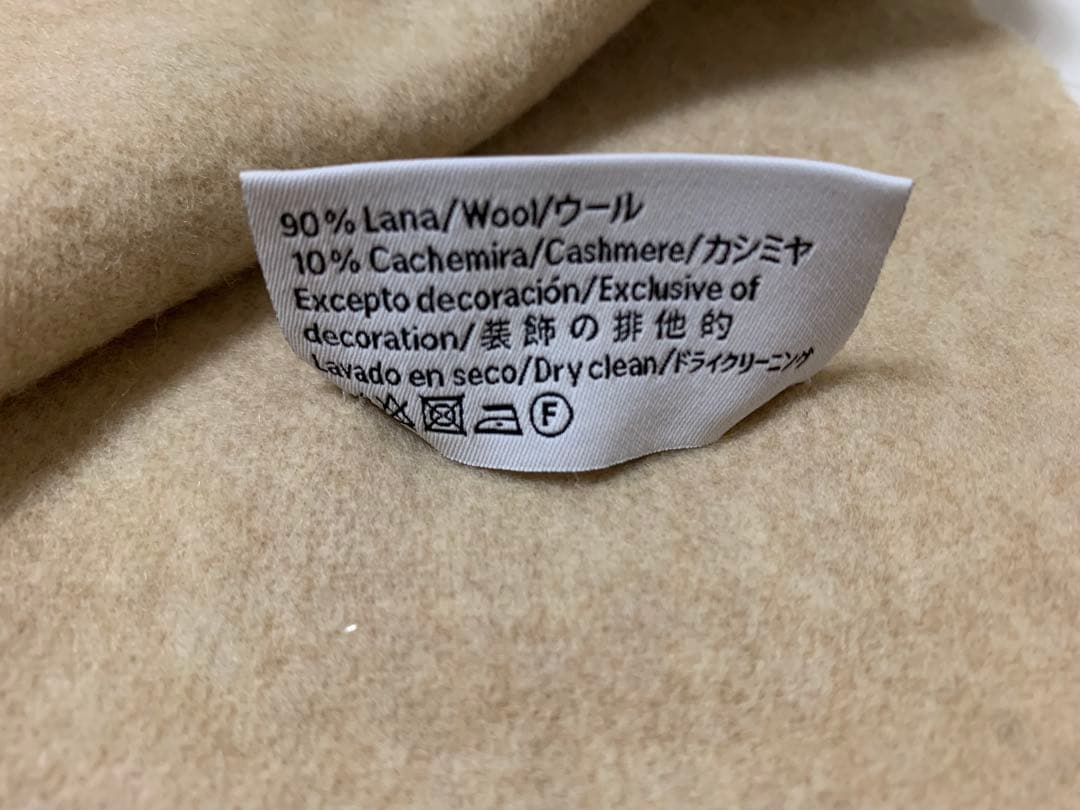 90% Lana/Wool/ウール
10% Cachemira/Cashmere/カシミヤ
Excepto decoración/Exclusive of
decoration/装飾の排他的
Lavado en seco/Dry clean/ドライクリーニング
F